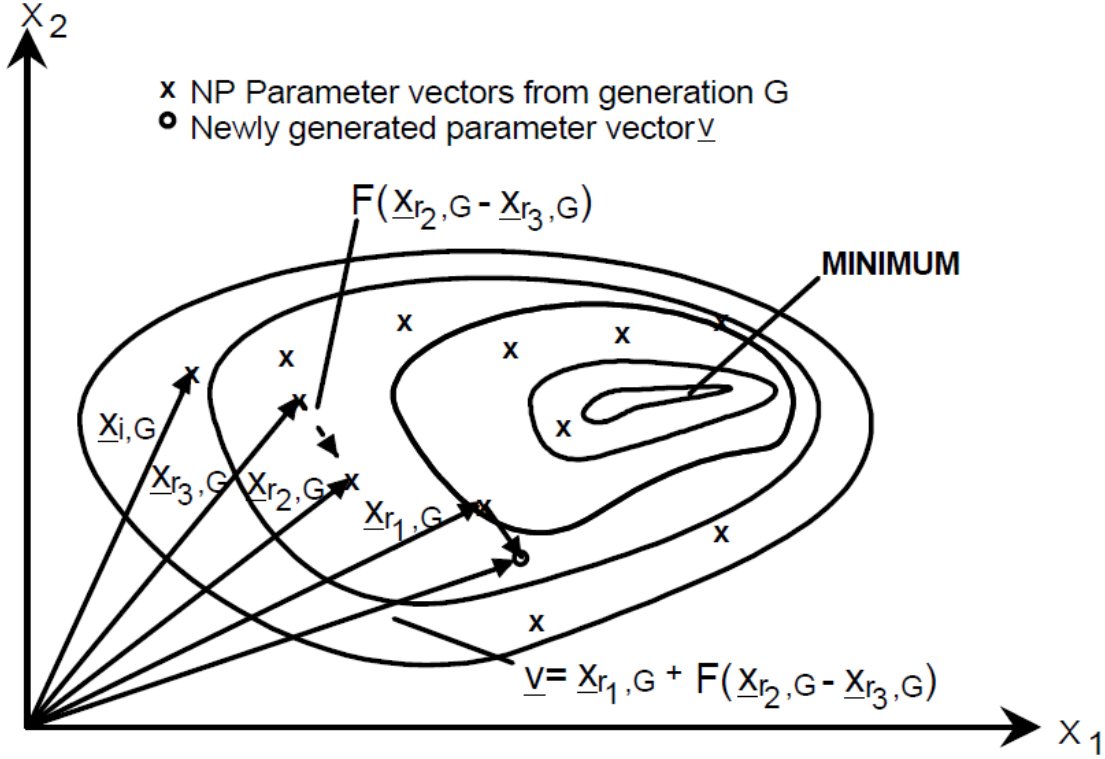 X2
x NP Parameter vectors from generation G
o Newly generated parameter vector v
F(xr2,G - xr3,G)
MINIMUM
xi,G
xr3,G
xr2,G
xr1,G
v= xr1,G + F(xr2,G - xr3,G)
X1